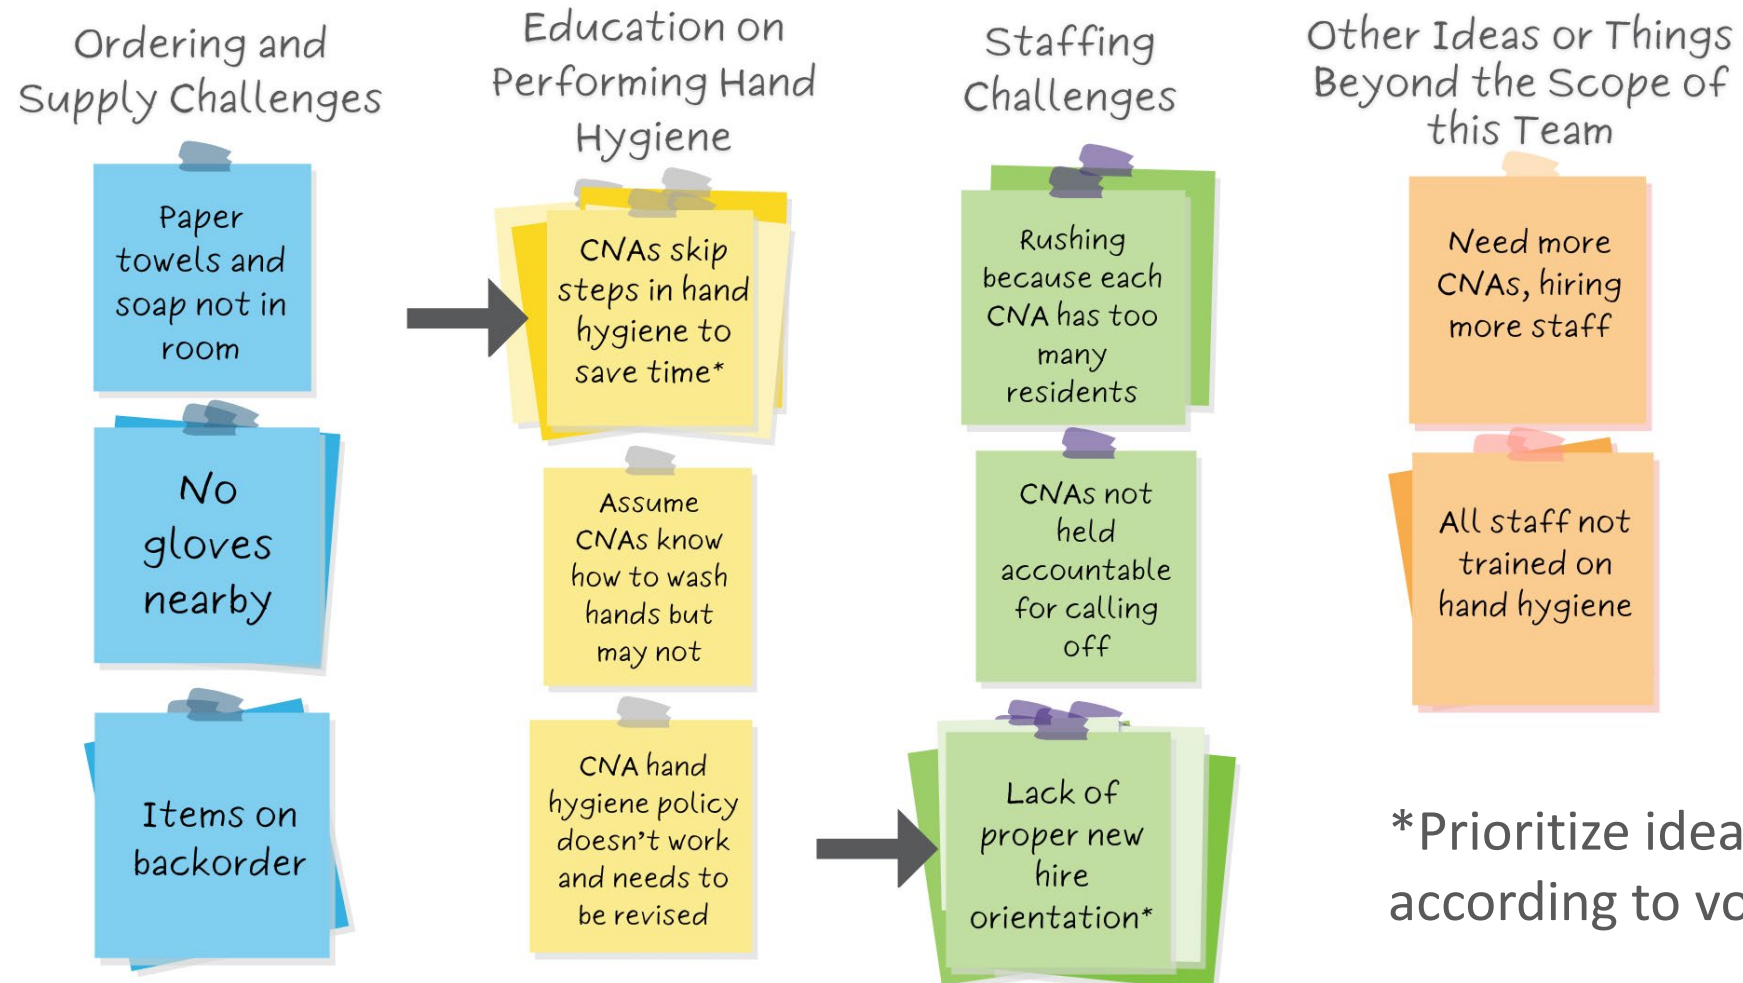 Ordering and
Supply Challenges
Paper
towels and
soap not in
room
No
gloves
nearby
Items on
backorder
Education on
Performing Hand
Hygiene
CNAs skip
steps in hand
hygiene to
save time*
Assume
CNAs know
how to wash
hands but
may not
CNA hand
hygiene policy
doesn't work
and needs to
be revised
Staffing
Challenges
Rushing
because each
CNA has too
many
residents
CNAs not
held
accountable
for calling
off
Lack of
proper new
hire
orientation*
Other Ideas or Things
Beyond the Scope of
this Team
Need more
CNAs, hiring
more staff
All staff not
trained on
hand hygiene
*Prioritize idea
according to